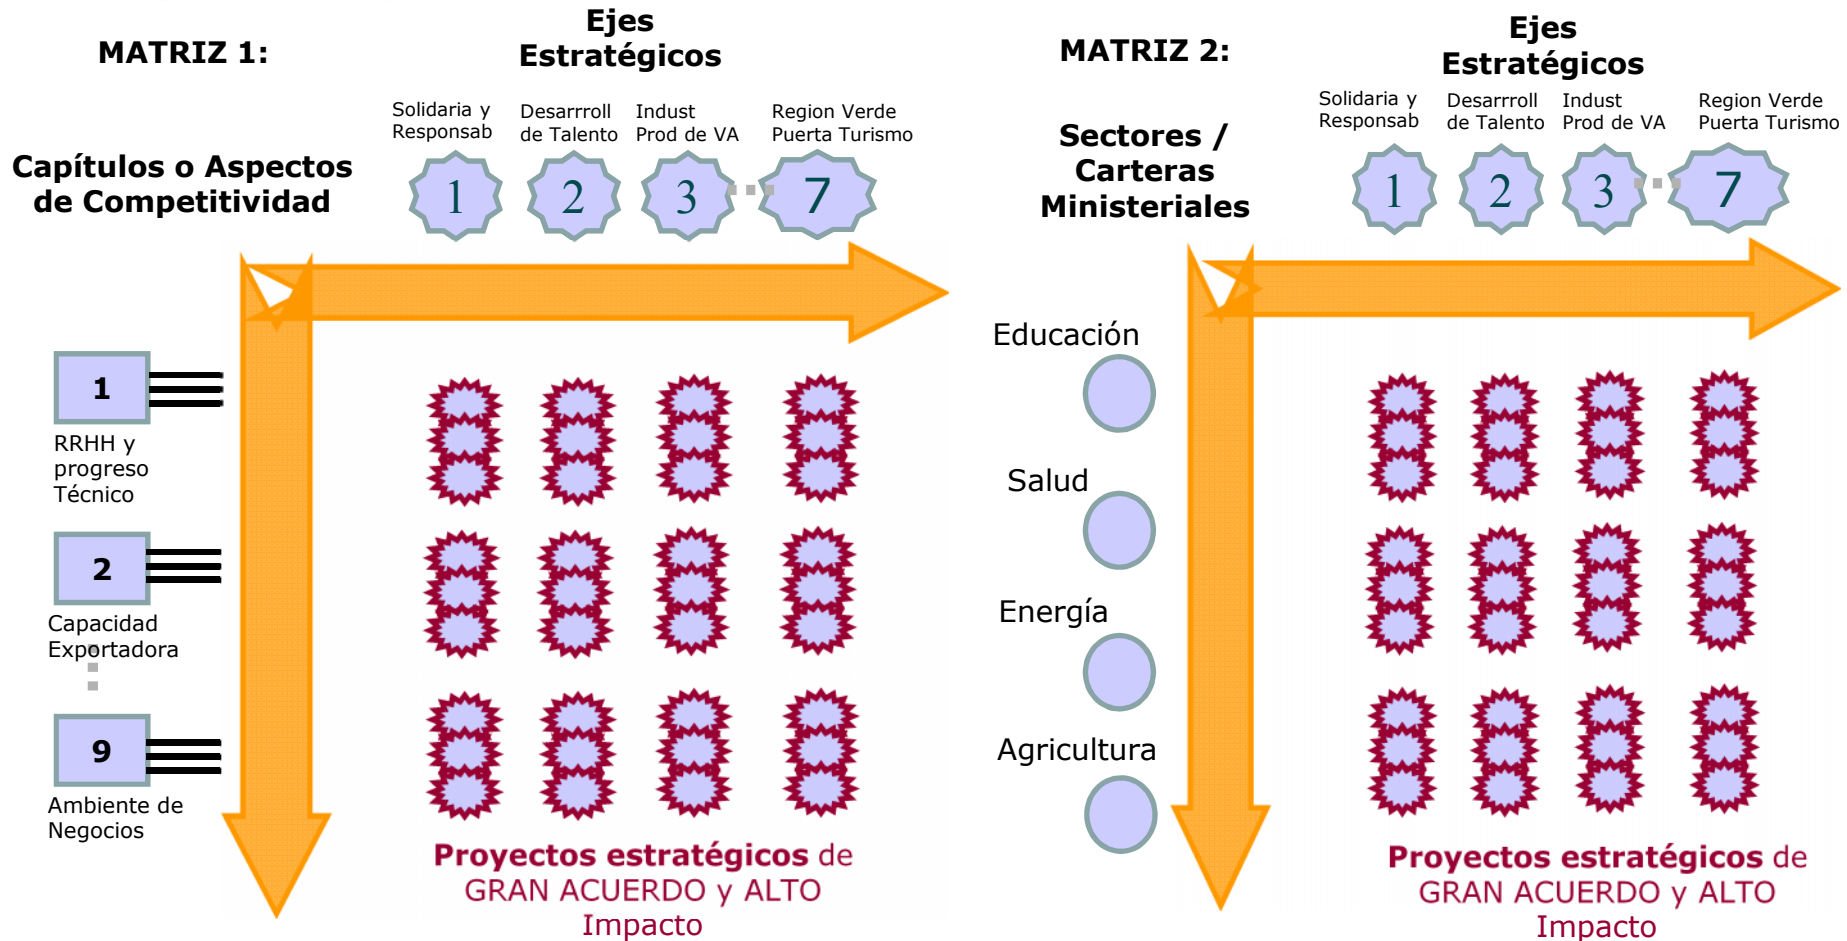 MATRIZ 1:
Ejes
Estratégicos
Solidaria y
Responsab
Desarrroll
de Talento
Indust
Prod de VA
Region Verde
Puerta Turismo
Capítulos o Aspectos
de Competitividad
1
2
3
7
1
RRHH y
progreso
Técnico
2
Capacidad
Exportadora
9
Ambiente de
Negocios
Proyectos estratégicos de
GRAN ACUERDO y ALTO
Impacto
MATRIZ 2:
Ejes
Estratégicos
Solidaria y
Responsab
Desarrroll
de Talento
Indust
Prod de VA
Region Verde
Puerta Turismo
Sectores /
Carteras
Ministeriales
1
2
3
7
Educación
Salud
Energía
Agricultura
Proyectos estratégicos de
GRAN ACUERDO y ALTO
Impacto